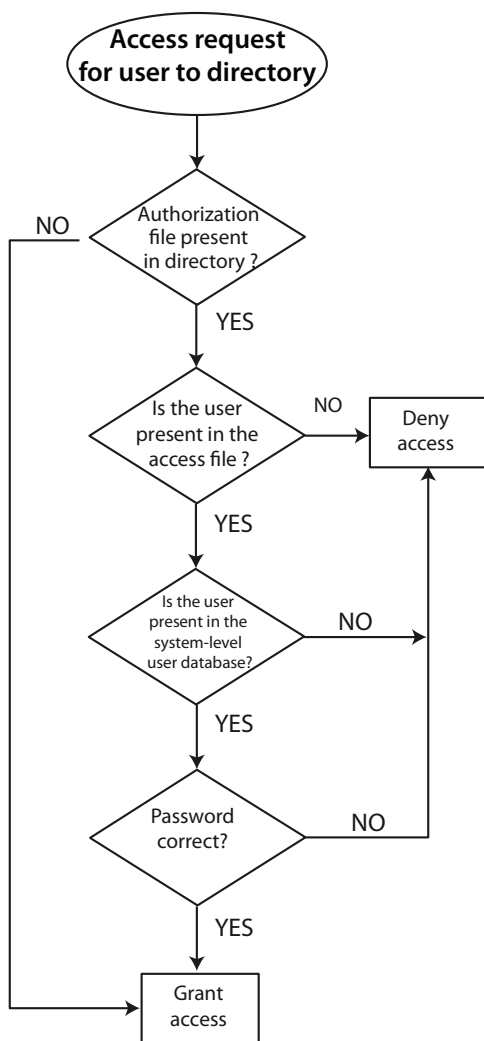 Access request
for user to directory
NO
Authorization
file present
in directory ?
YES
Is the user
present in the
access file ?
NO
Deny
access
YES
Is the user
present in the
system-level
user database?
NO
YES
Password
correct?
NO
YES
Grant
access